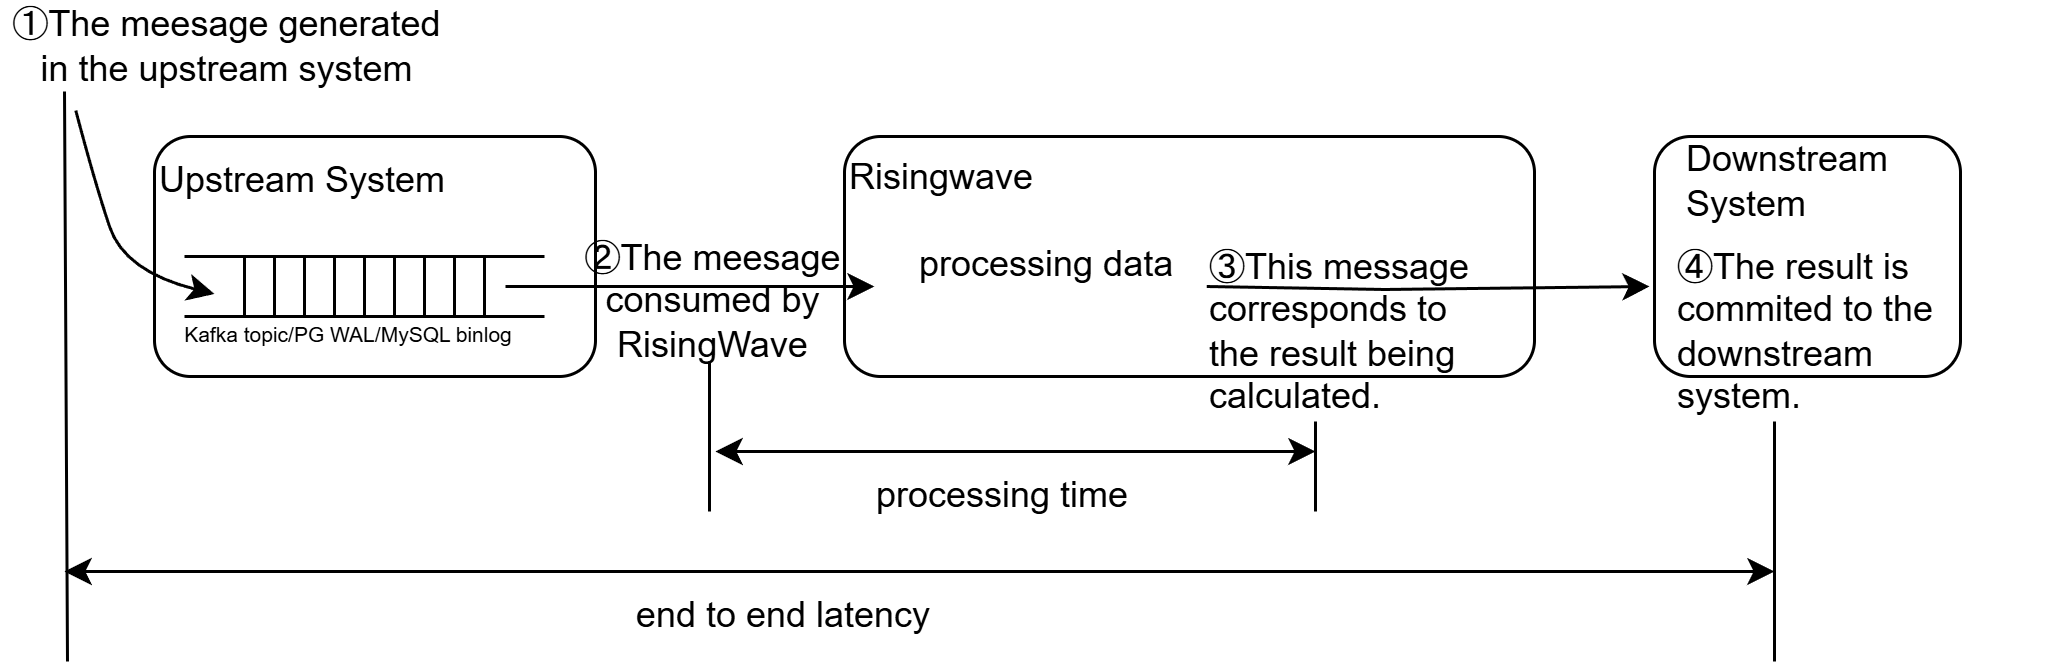 ①The meesage generated
in the upstream system
Upstream System
Kafka topic/PG WAL/MySQL binlog
②The meesage
consumed by
RisingWave
Risingwave
processing data
③This message
corresponds to
the result being
calculated.
Downstream
System
④The result is
commited to the
downstream
system.
processing time
end to end latency